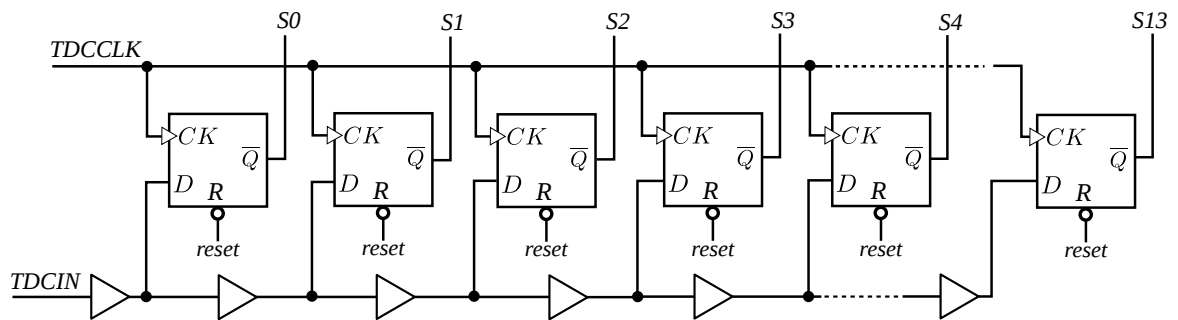 S0 S1 S2 S3 S4 S13
TDCCLK
CK CK CK CK CK CK
Q̅ Q̅ Q̅ Q̅ Q̅ Q̅
D D D D D D
R R R R R R
reset reset reset reset reset reset
TDCIN